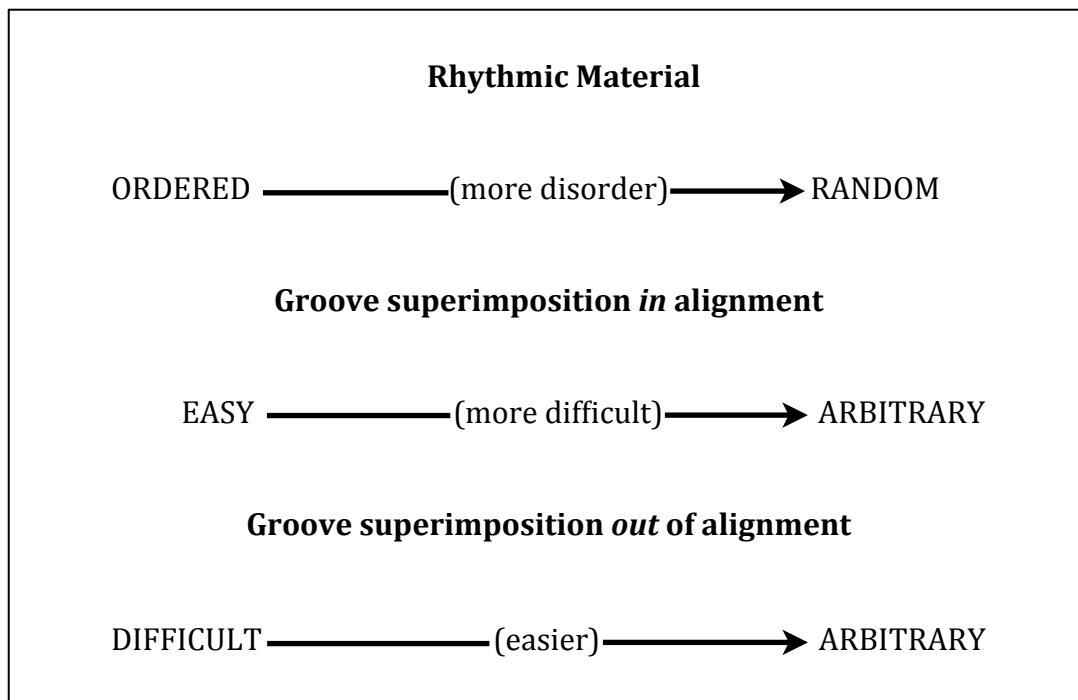 Rhythmic Material
ORDERED (more disorder) RANDOM
Groove superimposition in alignment
EASY (more difficult) ARBITRARY
Groove superimposition out of alignment
DIFFICULT (easier) ARBITRARY